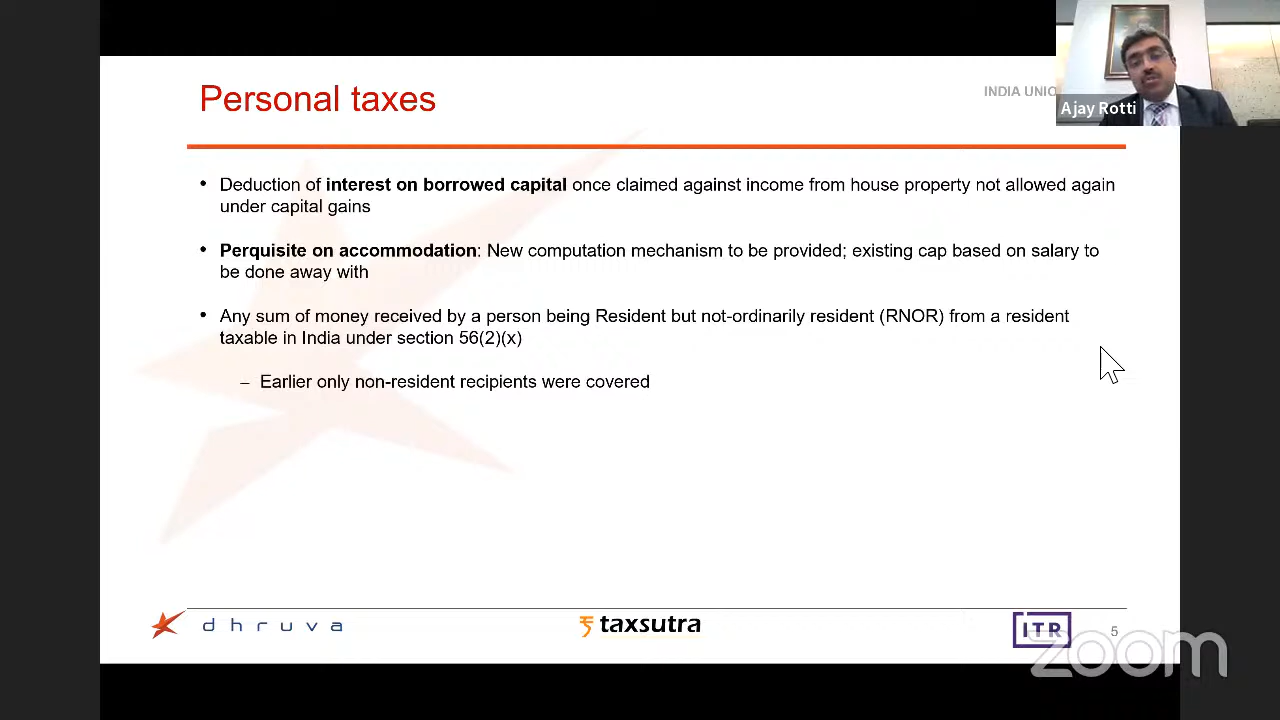 Personal taxes
INDIA UNIO
Ajay Rotti
• Deduction of interest on borrowed capital once claimed against income from house property not allowed again
under capital gains
• Perquisite on accommodation: New computation mechanism to be provided; existing cap based on salary to
be done away with
• Any sum of money received by a person being Resident but not-ordinarily resident (RNOR) from a resident
taxable in India under section 56(2)(x)
– Earlier only non-resident recipients were covered
dhruva
taxsutra
ITR
5
zoom